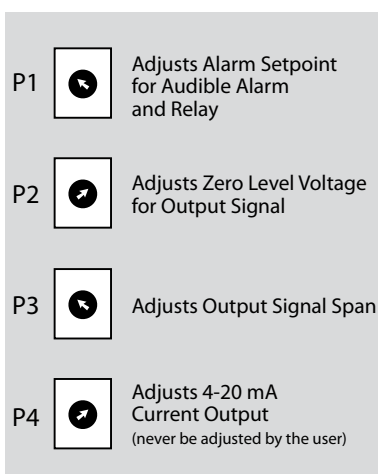 P1
Adjusts Alarm Setpoint
for Audible Alarm
and Relay
P2
Adjusts Zero Level Voltage
for Output Signal
P3
Adjusts Output Signal Span
P4
Adjusts 4-20 mA
Current Output
(never be adjusted by the user)